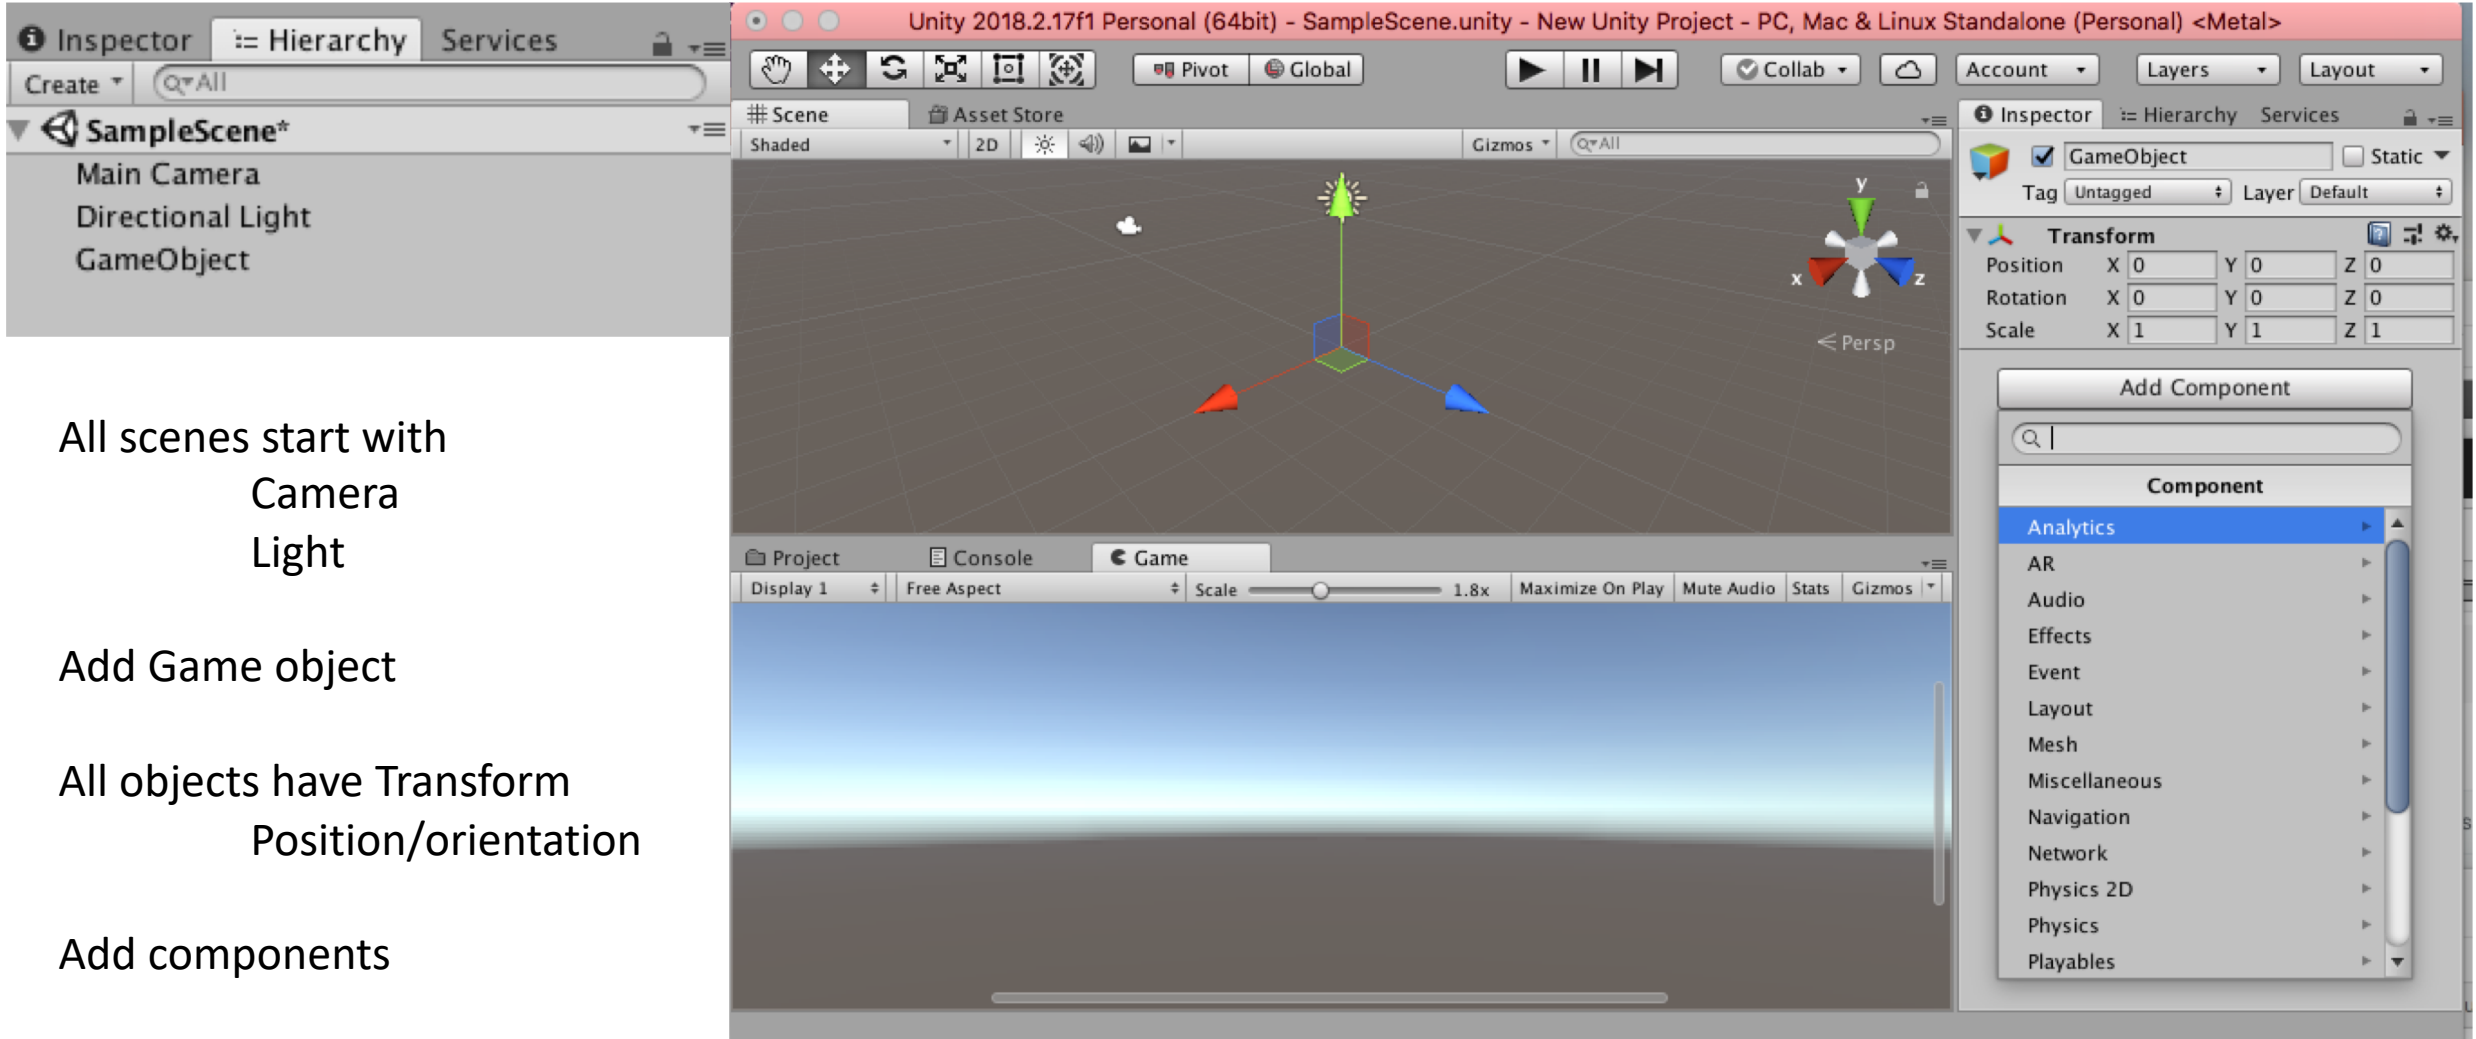 Inspector Hierarchy Services
Create All
SampleScene*
Main Camera
Directional Light
GameObject
All scenes start with
Camera
Light
Add Game object
All objects have Transform
Position/orientation
Add components
Unity 2018.2.17f1 Personal (64bit) - SampleScene.unity - New Unity Project - PC, Mac & Linux Standalone (Personal) <Metal>
Pivot Global Collab Account Layers Layout
Scene Asset Store
Shaded 2D Gizmos All
y
x z
Persp
Project Console Game
Display 1 Free Aspect Scale 1.8x Maximize On Play Mute Audio Stats Gizmos
Inspector Hierarchy Services
GameObject Static
Tag Untagged Layer Default
Transform
Position X 0 Y 0 Z 0
Rotation X 0 Y 0 Z 0
Scale X 1 Y 1 Z 1
Add Component
Component
Analytics
AR
Audio
Effects
Event
Layout
Mesh
Miscellaneous
Navigation
Network
Physics 2D
Physics
Playables